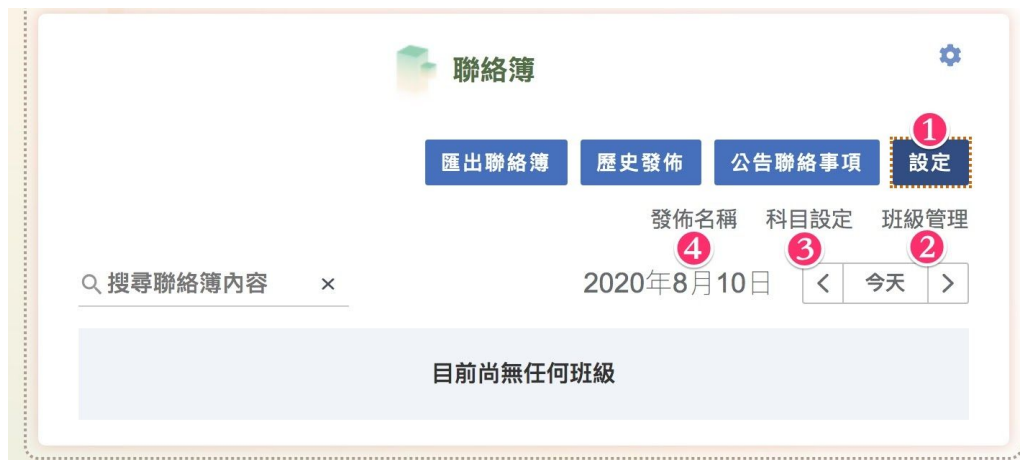 聯絡簿
1
匯出聯絡簿 歷史發佈 公告聯絡事項 設定
發佈名稱 科目設定 班級管理
4 3 2
搜尋聯絡簿內容 × 2020年8月10日 < 今天 >
目前尚無任何班級